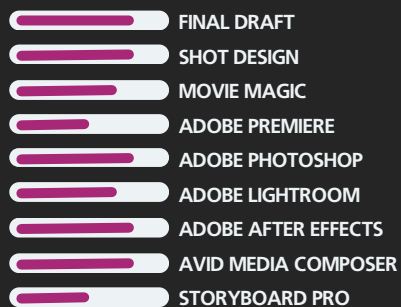 FINAL DRAFT
SHOT DESIGN
MOVIE MAGIC
ADOBE PREMIERE
ADOBE PHOTOSHOP
ADOBE LIGHTROOM
ADOBE AFTER EFFECTS
AVID MEDIA COMPOSER
STORYBOARD PRO